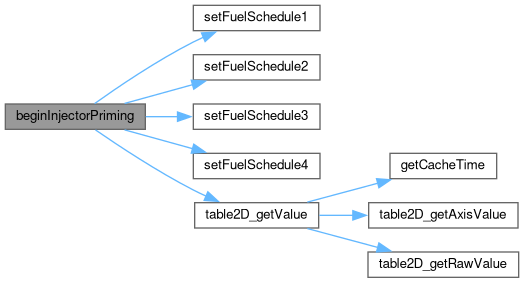 beginInjectorPriming
setFuelSchedule1
setFuelSchedule2
setFuelSchedule3
setFuelSchedule4
table2D_getValue
getCacheTime
table2D_getAxisValue
table2D_getRawValue